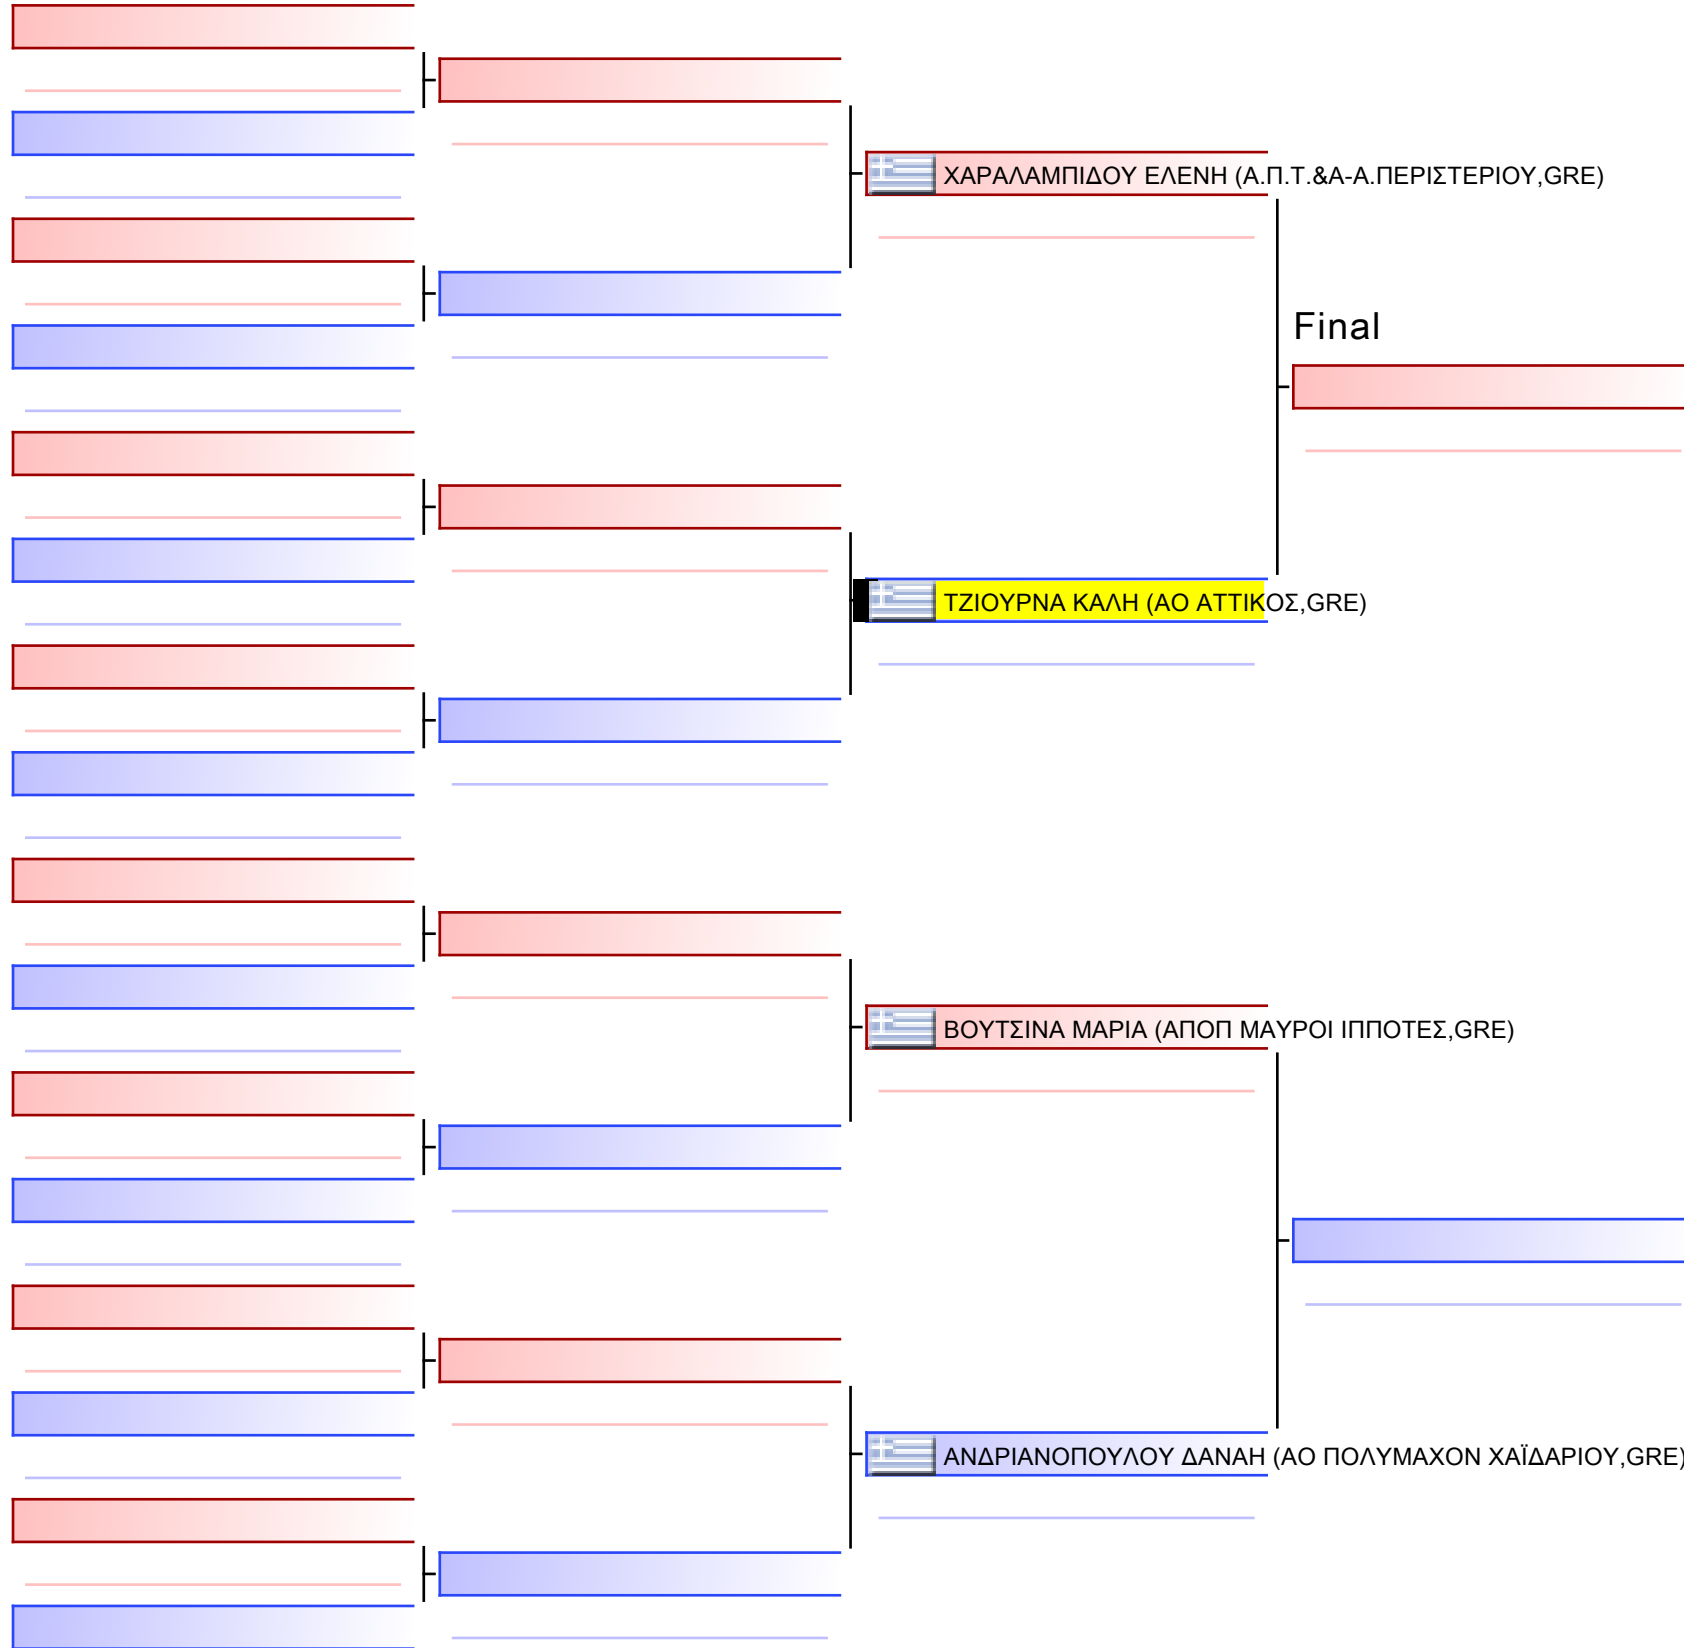 ΧΑΡΑΛΑΜΠΙΔΟΥ ΕΛΕΝΗ (Α.Π.Τ.&Α-Α.ΠΕΡΙΣΤΕΡΙΟΥ,GRE)
Final
ΤΖΙΟΥΡΝΑ ΚΑΛΗ (ΑΟ ΑΤΤΙΚΟΣ,GRE)
ΒΟΥΤΣΙΝΑ ΜΑΡΙΑ (ΑΠΟΠ ΜΑΥΡΟΙ ΙΠΠΟΤΕΣ,GRE)
ΑΝΔΡΙΑΝΟΠΟΥΛΟΥ ΔΑΝΑΗ (ΑΟ ΠΟΛΥΜΑΧΟΝ ΧΑΪΔΑΡΙΟΥ,GRE)